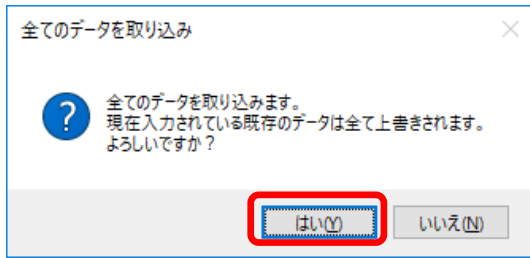 全てのデータを取り込み
全てのデータを取り込みます。
現在入力されている既存のデータは全て上書きされます。
よろしいですか？
はい(Y)
いいえ(N)